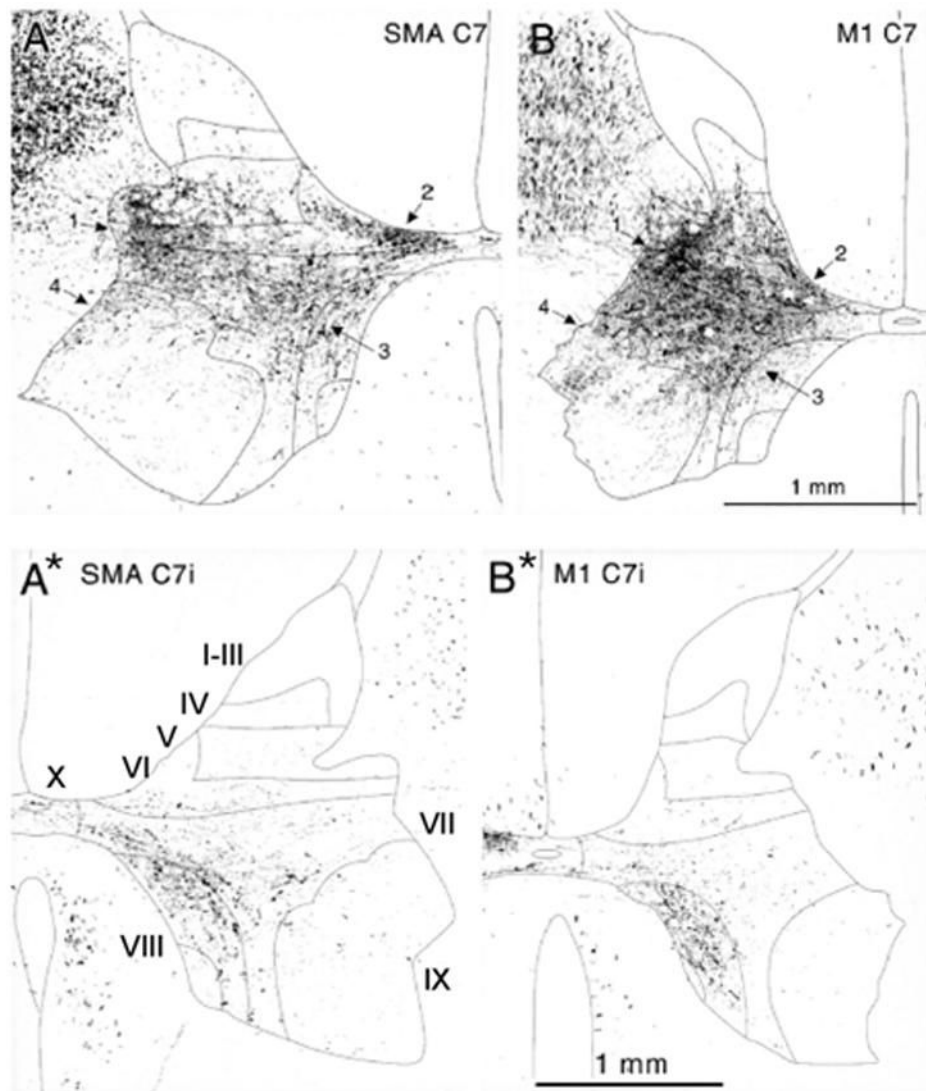 A
SMA C7
1
2
3
4
B
M1 C7
1
2
3
4
1 mm
A* SMA C7i
I-III
IV
V
VI
X
VII
VIII
IX
B* M1 C7i
1 mm